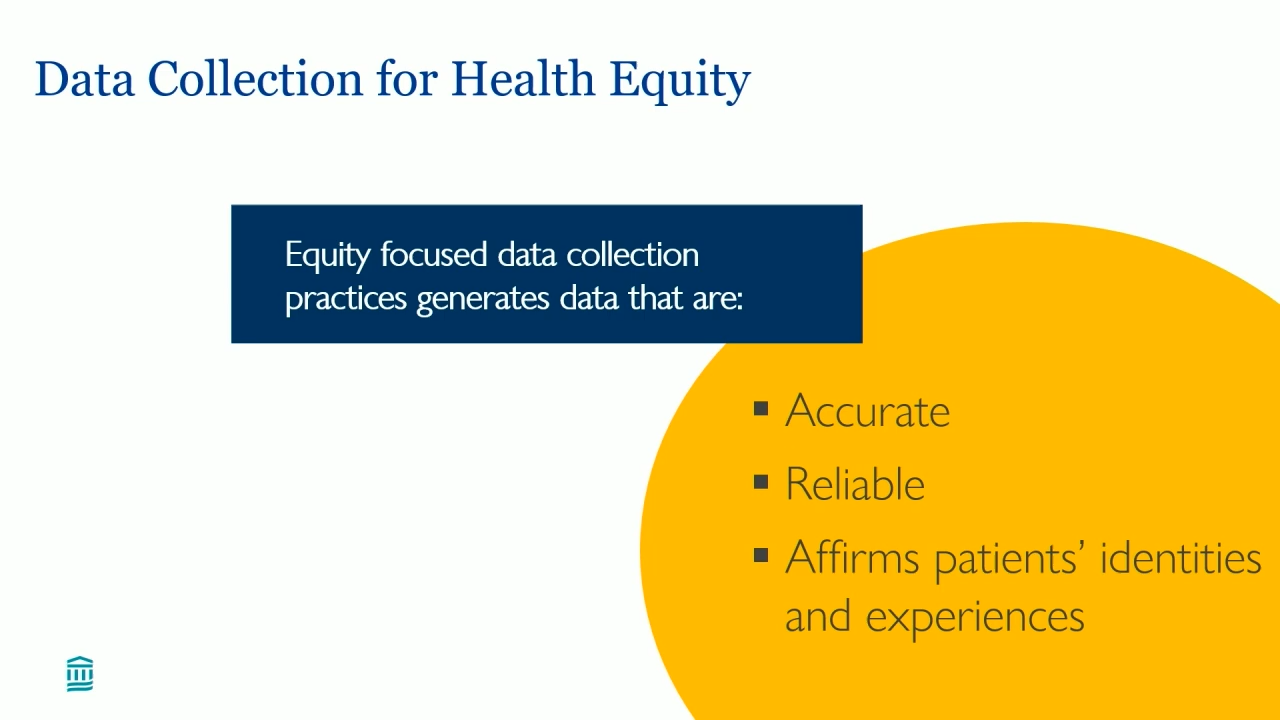 Data Collection for Health Equity
Equity focused data collection
practices generates data that are:
▪ Accurate
▪ Reliable
▪ Affirms patients’ identities
and experiences